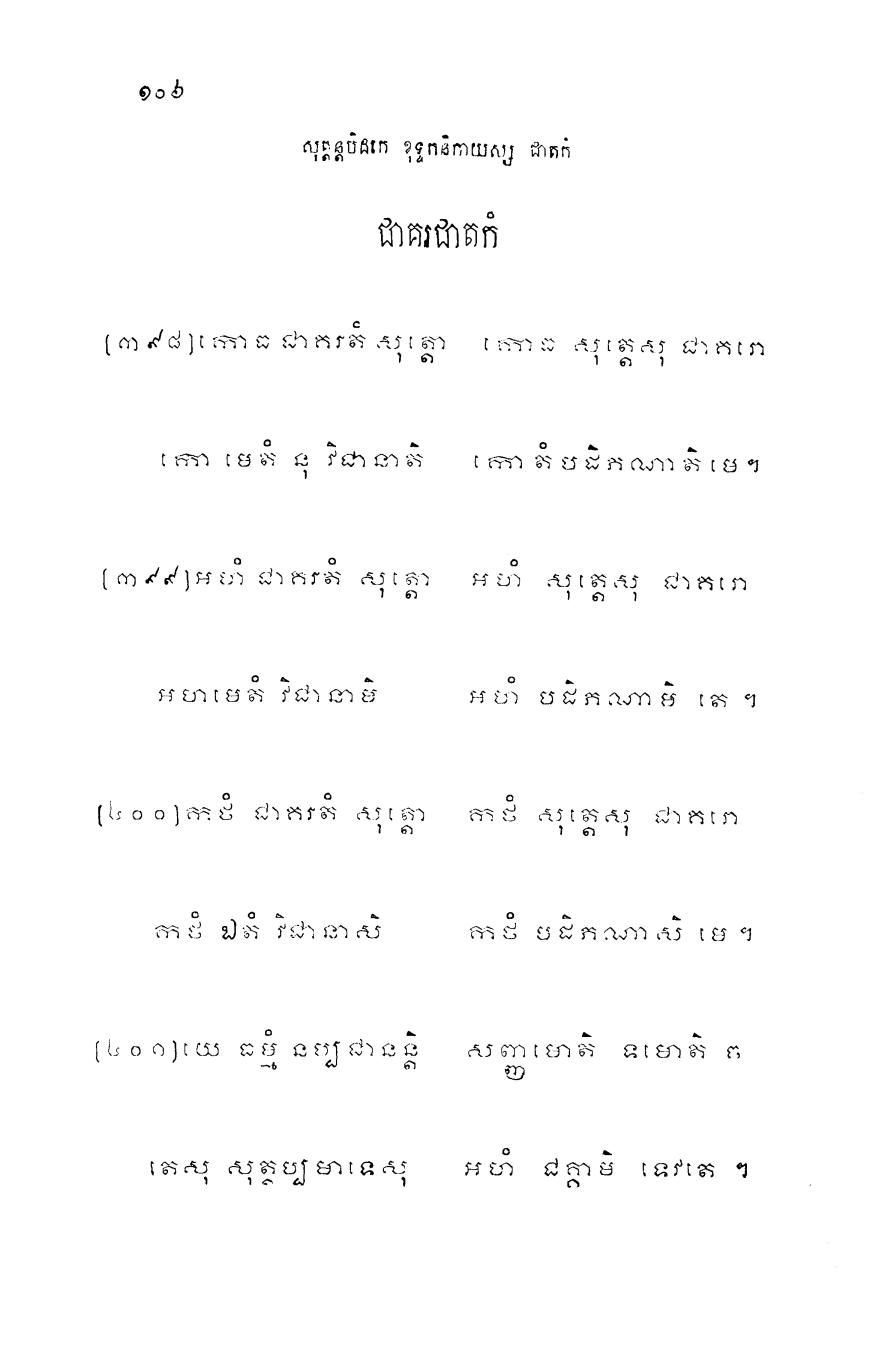 ១០៦
សុត្តន្តបិដកេ ខុទ្ទកនិកាយស្ស ជាតកំ
ជាគរជាតកំ
[៣៩៨] កោធ ជាគរតំ សុត្តោ កោធ សុត្តេសុ ជាគរោ
កោ មេតំ នុ វិជានាតិ កោ តំ បដិភណាតិ មេ។
[៣៩៩] អហំ ជាគរតំ សុត្តោ អហំ សុត្តេសុ ជាគរោ
អហមេតំ វិជានាមិ អហំ បដិភណាមិ តេ ។
[៤០០] កថំ ជាគរតំ សុត្តោ កថំ សុត្តេសុ ជាគរោ
កថំ ឯតំ វិជានាសិ កថំ បដិភណាសិ មេ ។
[៤០១] យេ ធម្មំ នប្បជានន្តិ សញ្ញមោតិ ទមោតិ ច
តេសុ សុត្តប្បមាទេសុ អហំ ជគ្គាមិ ទេវតេ ។